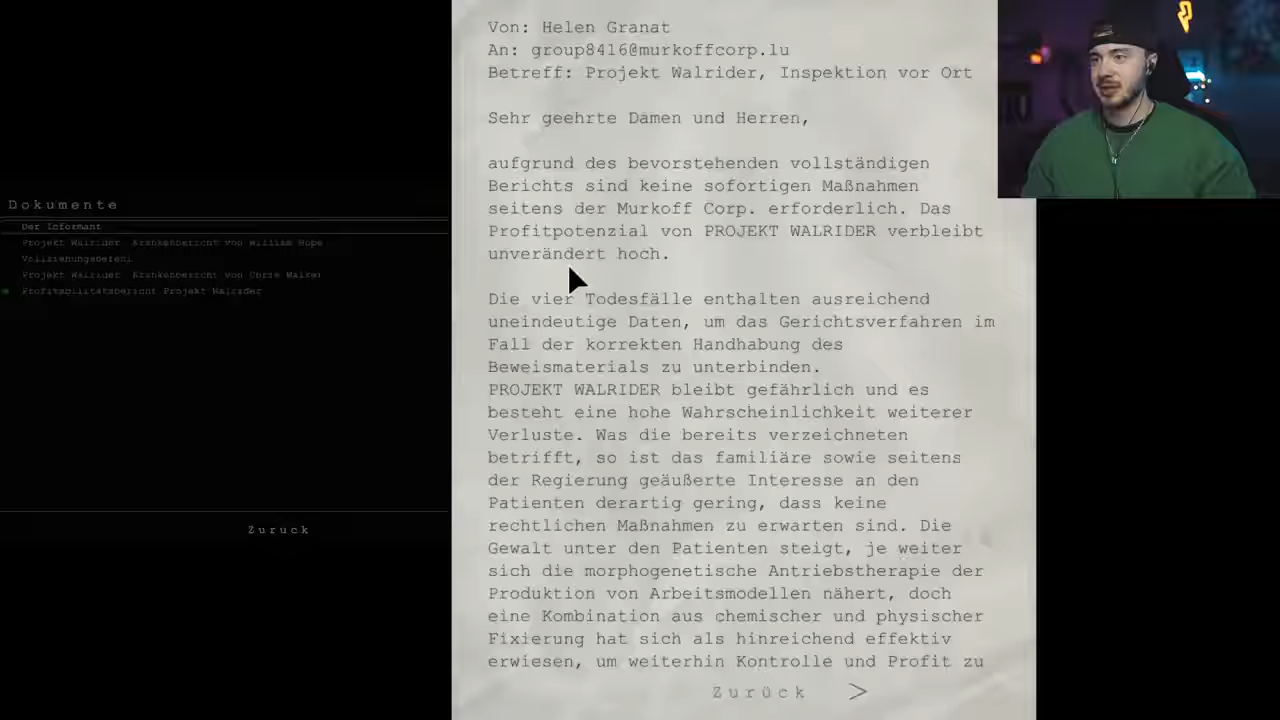 Von: Helen Granat
An: group8416@murkoffcorp.lu
Betreff: Projekt Walrider, Inspektion vor Ort
Sehr geehrte Damen und Herren,
aufgrund des bevorstehenden vollständigen
Berichts sind keine sofortigen Maßnahmen
seitens der Murkoff Corp. erforderlich. Das
Profitpotenzial von PROJEKT WALRIDER verbleibt
unverändert hoch.
Die vier Todesfälle enthalten ausreichend
uneindeutige Daten, um das Gerichtsverfahren im
Fall der korrekten Handhabung des
Beweismaterials zu unterbinden.
PROJEKT WALRIDER bleibt gefährlich und es
besteht eine hohe Wahrscheinlichkeit weiterer
Verluste. Was die bereits verzeichneten
betrifft, so ist das familiäre sowie seitens
der Regierung geäußerte Interesse an den
Patienten derartig gering, dass keine
rechtlichen Maßnahmen zu erwarten sind. Die
Gewalt unter den Patienten steigt, je weiter
sich die morphogenetische Antriebstherapie der
Produktion von Arbeitsmodellen nähert, doch
eine Kombination aus chemischer und physischer
Fixierung hat sich als hinreichend effektiv
erwiesen, um weiterhin Kontrolle und Profit zu
Zurück >
Dokumente
Der Informant
Projekt Walrider Krankenbericht von William Hope
Vollziehungsbefehl
Projekt Walrider Krankenbericht von Chris Walker
Profitabilitätsbericht Projekt Walrider
Zurück